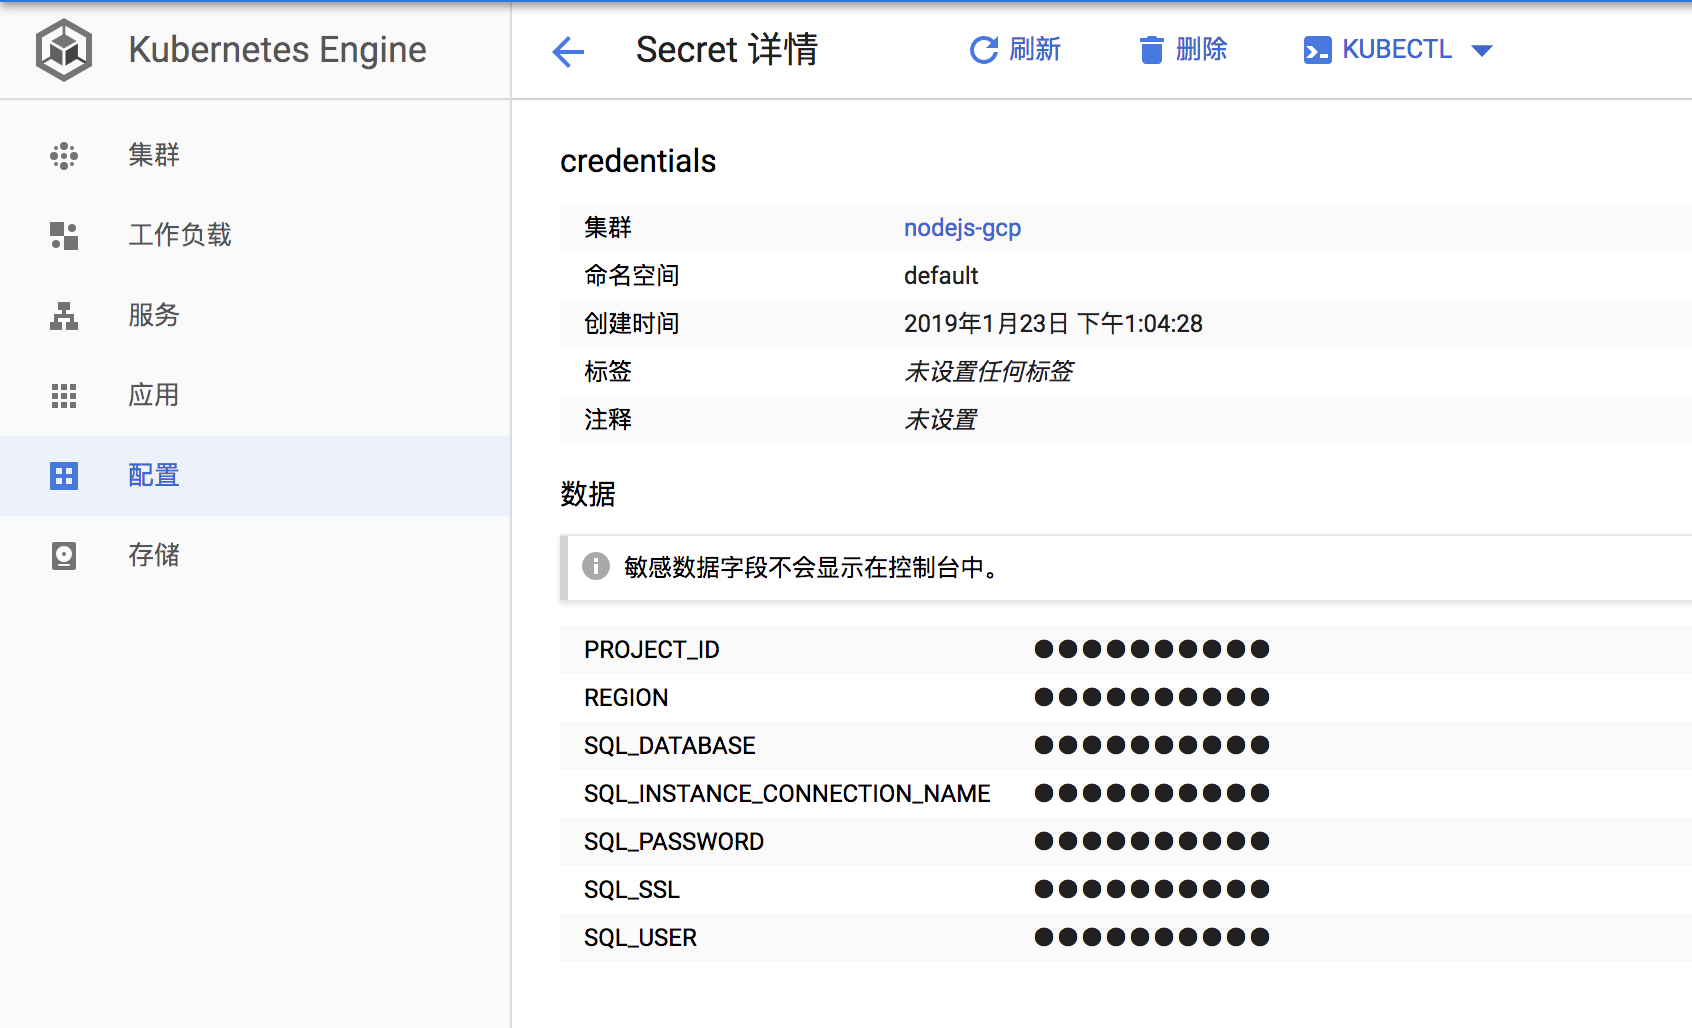 Kubernetes Engine
Secret 详情
刷新
删除
KUBECTL
集群
工作负载
服务
应用
配置
存储
credentials
集群 nodejs-gcp
命名空间 default
创建时间 2019年1月23日 下午1:04:28
标签 未设置任何标签
注释 未设置
数据
敏感数据字段不会显示在控制台中。
PROJECT_ID ●●●●●●●●●●
REGION ●●●●●●●●●●
SQL_DATABASE ●●●●●●●●●●
SQL_INSTANCE_CONNECTION_NAME ●●●●●●●●●●
SQL_PASSWORD ●●●●●●●●●●
SQL_SSL ●●●●●●●●●●
SQL_USER ●●●●●●●●●●